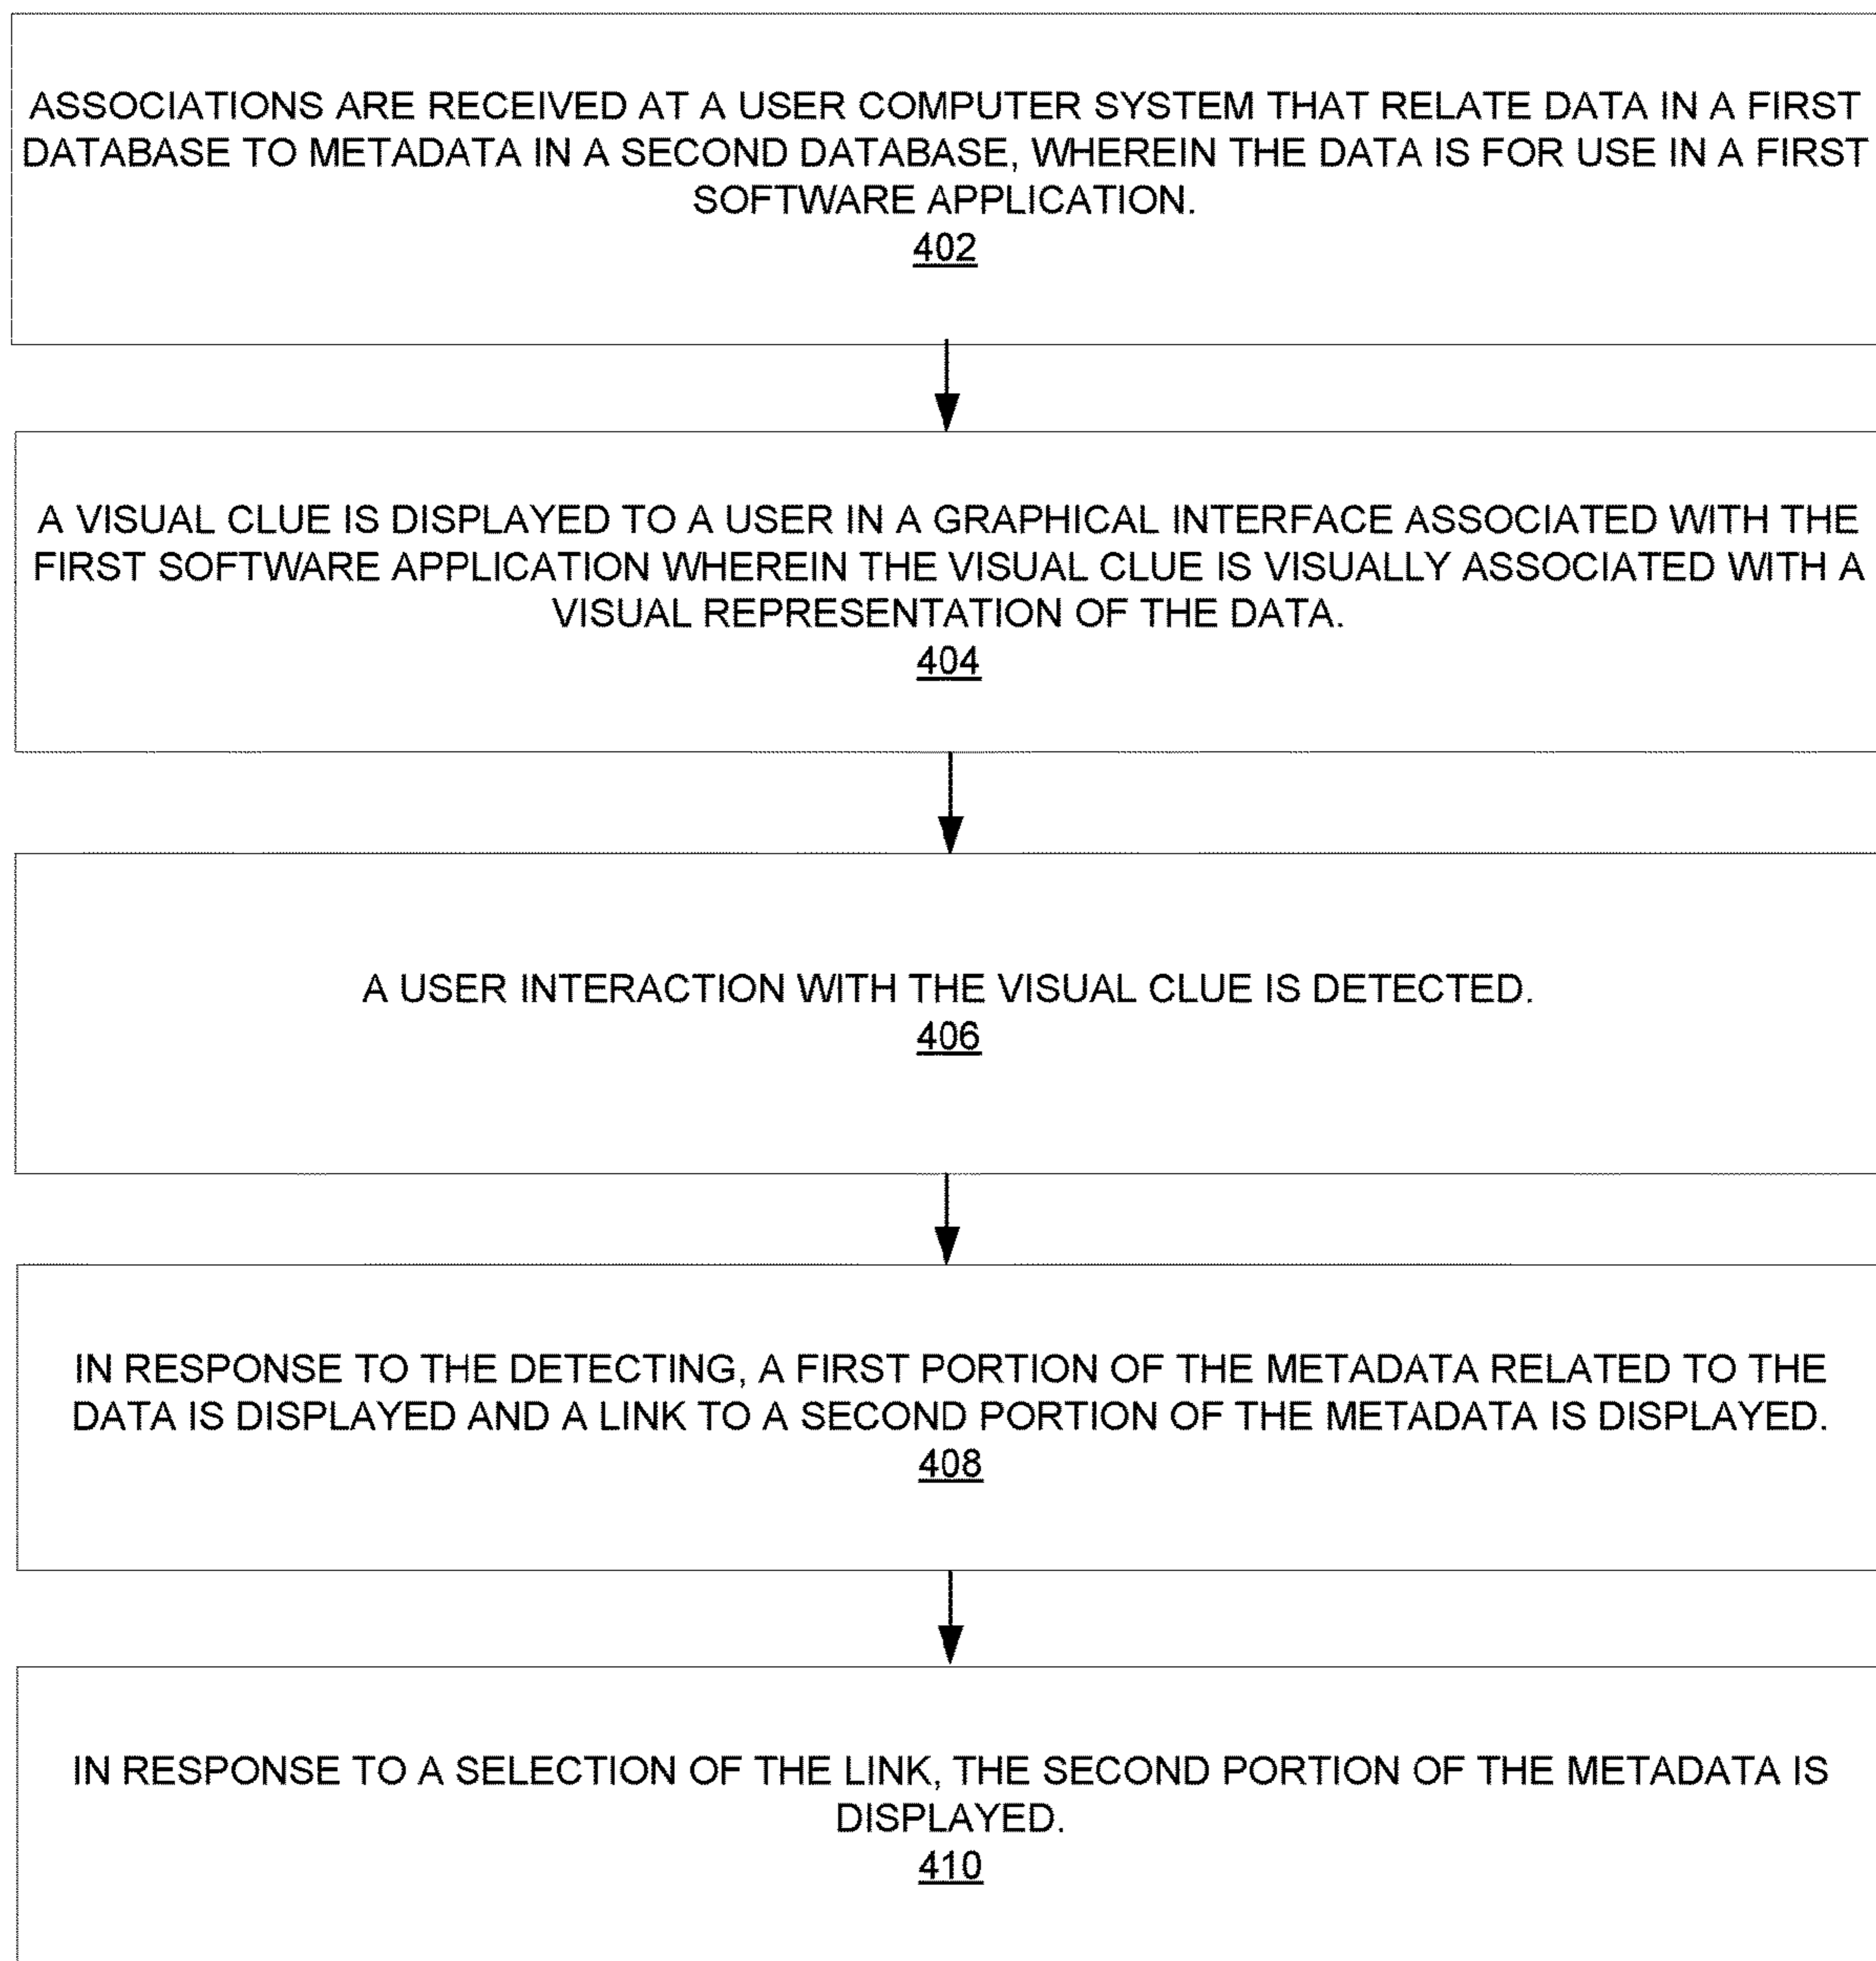 ASSOCIATIONS ARE RECEIVED AT A USER COMPUTER SYSTEM THAT RELATE DATA IN A FIRST
DATABASE TO METADATA IN A SECOND DATABASE, WHEREIN THE DATA IS FOR USE IN A FIRST
SOFTWARE APPLICATION.
402
A VISUAL CLUE IS DISPLAYED TO A USER IN A GRAPHICAL INTERFACE ASSOCIATED WITH THE
FIRST SOFTWARE APPLICATION WHEREIN THE VISUAL CLUE IS VISUALLY ASSOCIATED WITH A
VISUAL REPRESENTATION OF THE DATA.
404
A USER INTERACTION WITH THE VISUAL CLUE IS DETECTED.
406
IN RESPONSE TO THE DETECTING, A FIRST PORTION OF THE METADATA RELATED TO THE
DATA IS DISPLAYED AND A LINK TO A SECOND PORTION OF THE METADATA IS DISPLAYED.
408
IN RESPONSE TO A SELECTION OF THE LINK, THE SECOND PORTION OF THE METADATA IS
DISPLAYED.
410